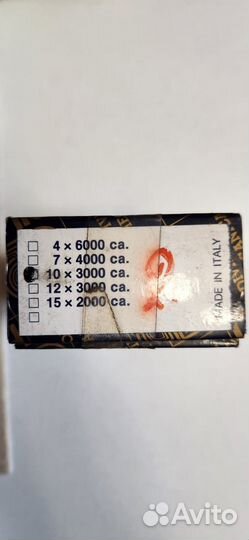 4 x 6000 ca.
7 x 4000 ca.
10 x 3000 ca.
12 x 3000 ca.
15 x 2000 ca.
MADE IN ITALY
Avito